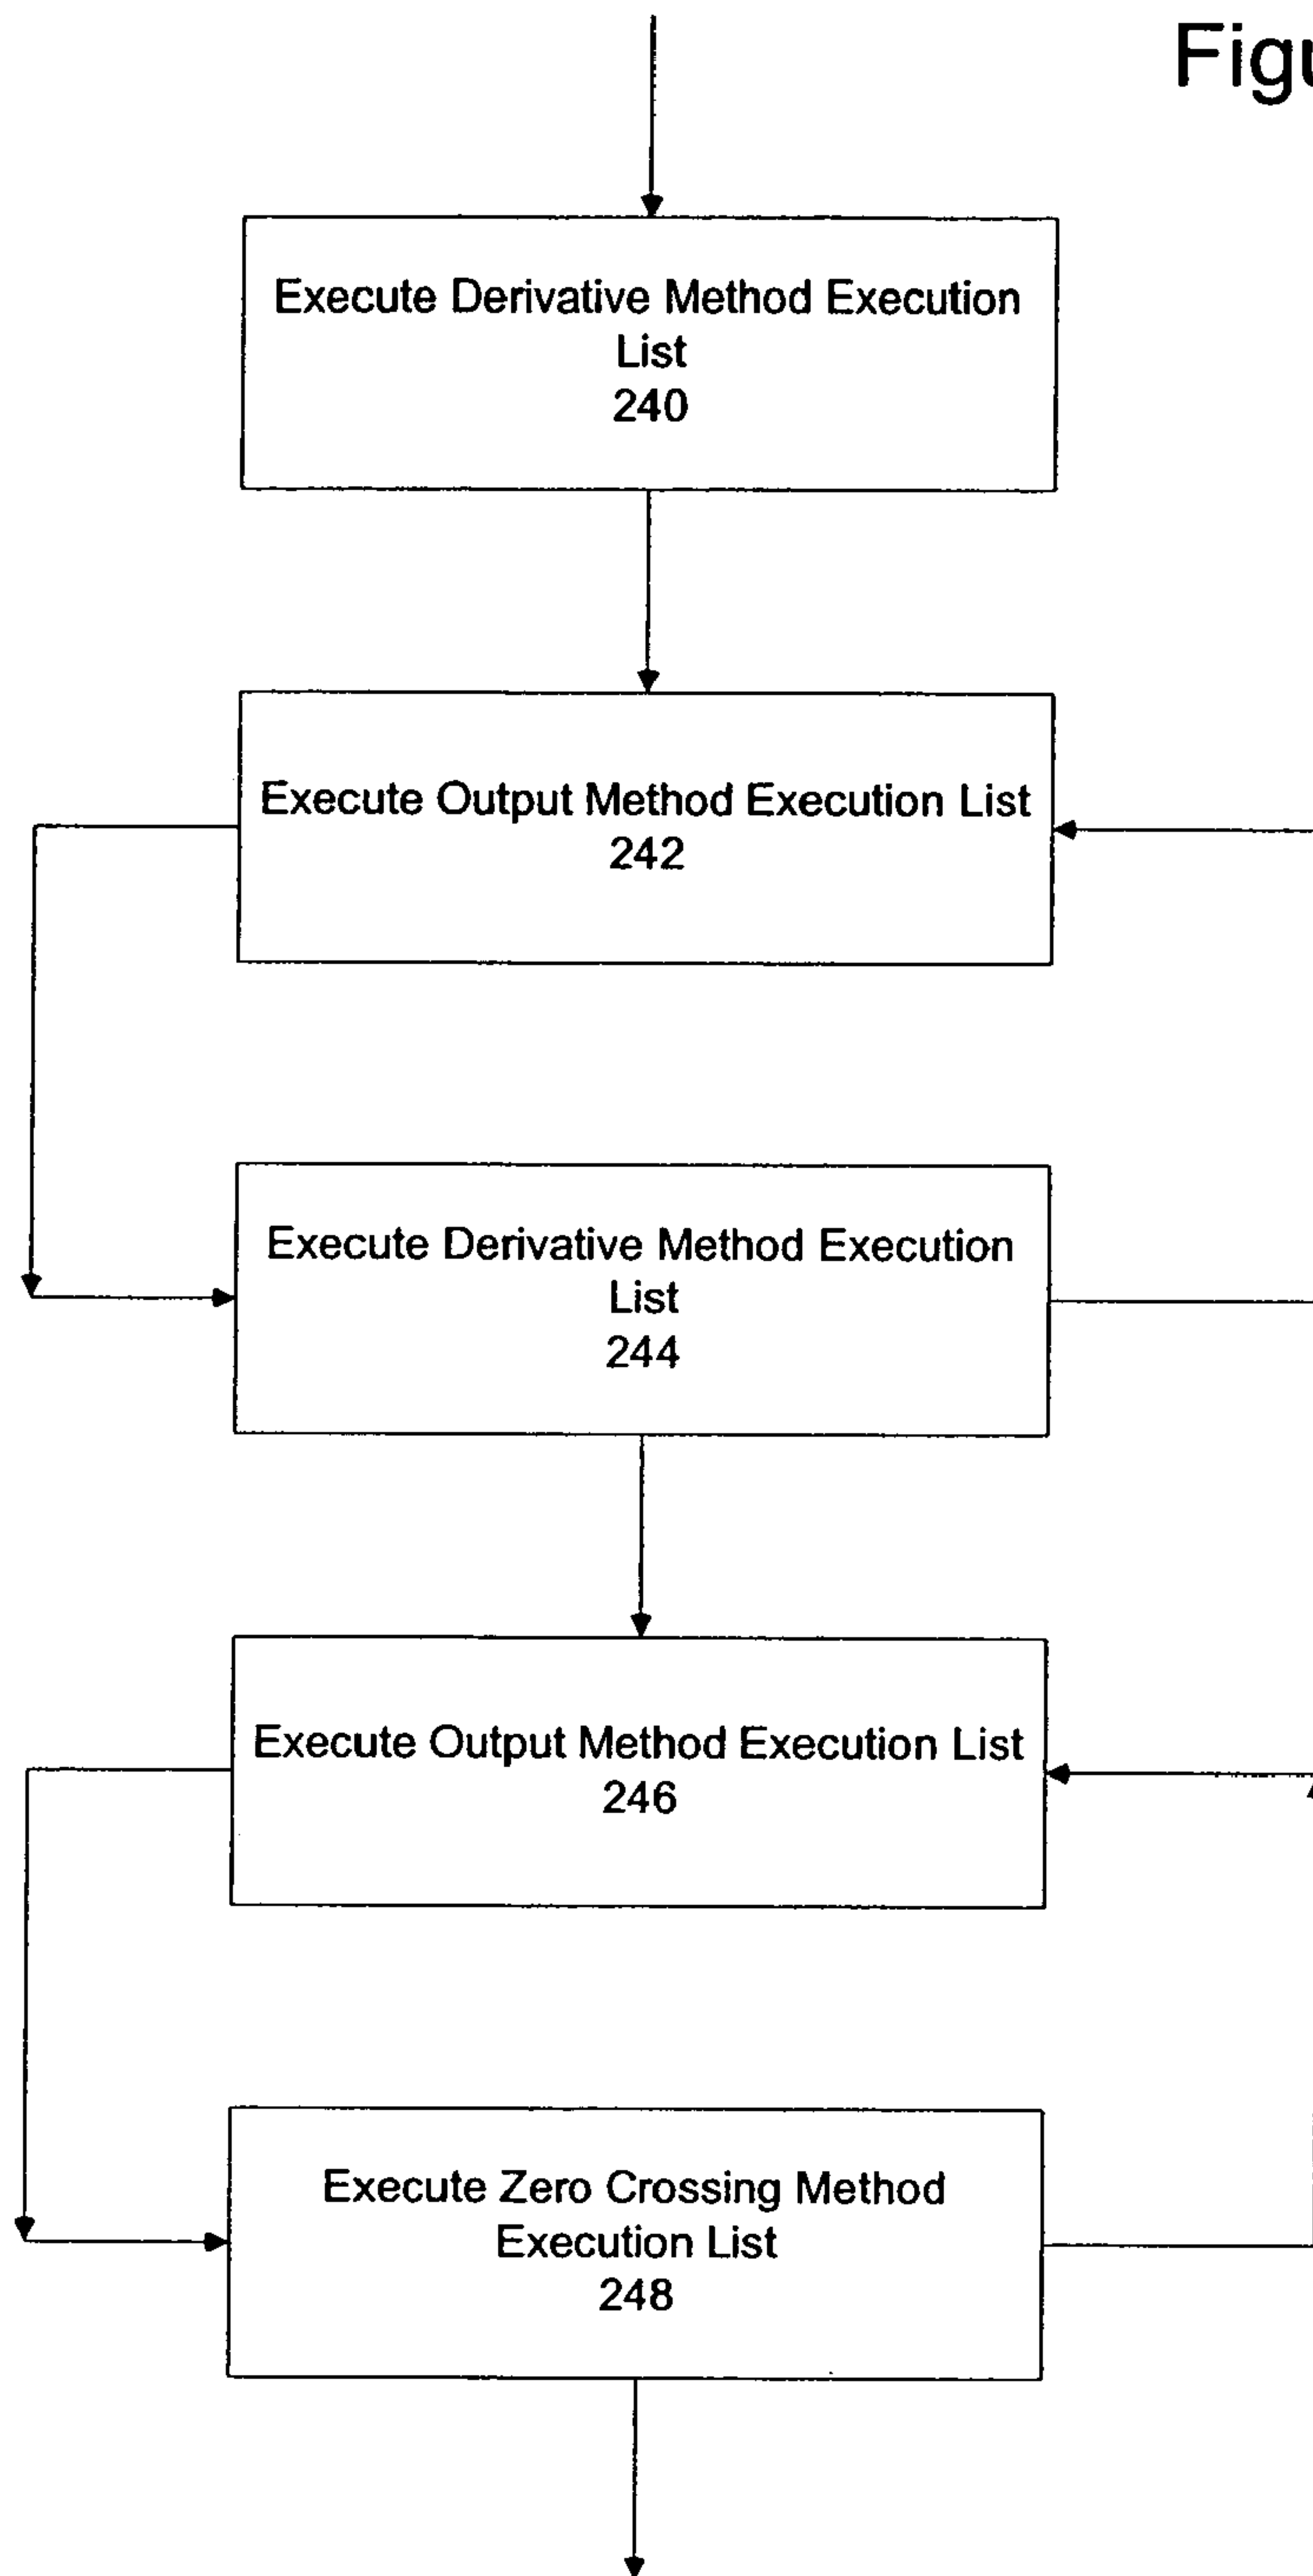 Execute Derivative Method Execution
List
240
Execute Output Method Execution List
242
Execute Derivative Method Execution
List
244
Execute Output Method Execution List
246
Execute Zero Crossing Method
Execution List
248